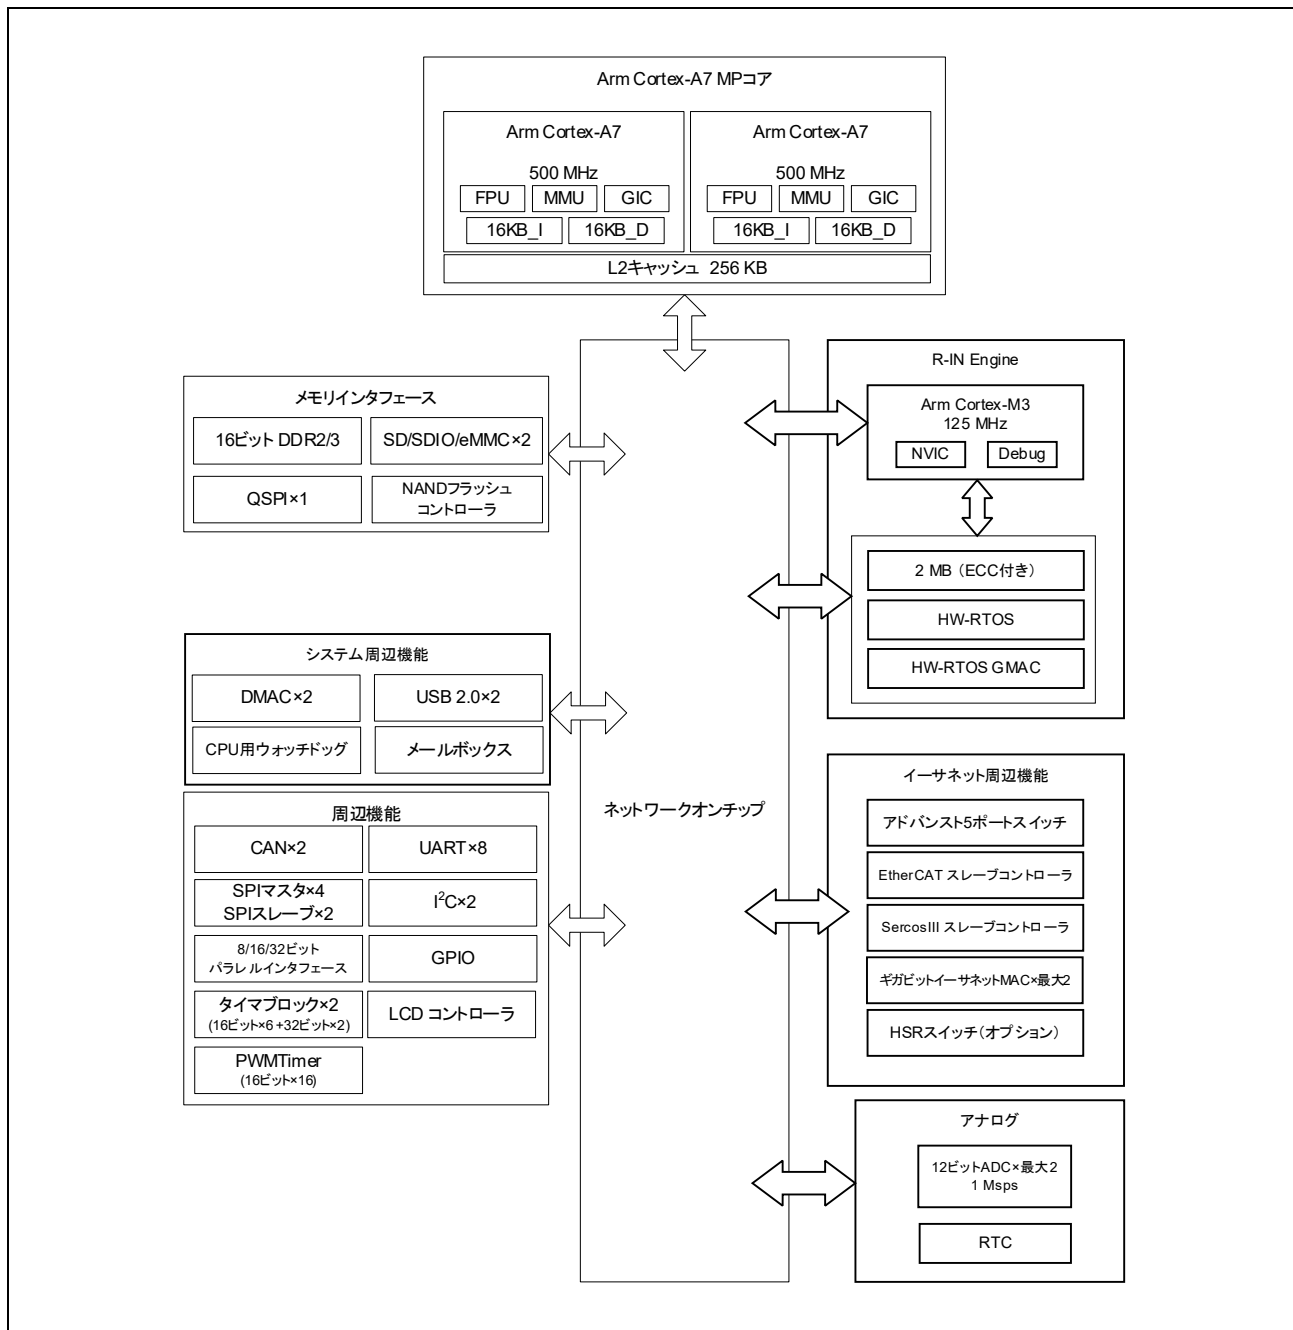 Arm Cortex-A7 MPコア
Arm Cortex-A7
500 MHz
FPU
MMU
GIC
16KB_I
16KB_D
Arm Cortex-A7
500 MHz
FPU
MMU
GIC
16KB_I
16KB_D
L2キャッシュ 256 KB
メモリインタフェース
16ビット DDR2/3
SD/SDIO/eMMC×2
QSPI×1
NANDフラッシュ
コントローラ
システム周辺機能
DMAC×2
USB 2.0×2
CPU用ウォッチドッグ
メールボックス
周辺機能
CAN×2
UART×8
SPIマスタ×4
SPIスレーブ×2
I²C×2
8/16/32ビット
パラレルインタフェース
GPIO
タイマブロック×2
(16ビット×6 +32ビット×2)
LCD コントローラ
PWMTimer
(16ビット×16)
ネットワークオンチップ
R-IN Engine
Arm Cortex-M3
125 MHz
NVIC
Debug
2 MB (ECC付き)
HW-RTOS
HW-RTOS GMAC
イーサネット周辺機能
アドバンスト5ポートスイッチ
EtherCAT スレーブコントローラ
SercosIII スレーブコントローラ
ギガビットイーサネットMAC×最大2
HSRスイッチ(オプション)
アナログ
12ビットADC×最大2
1 Msps
RTC